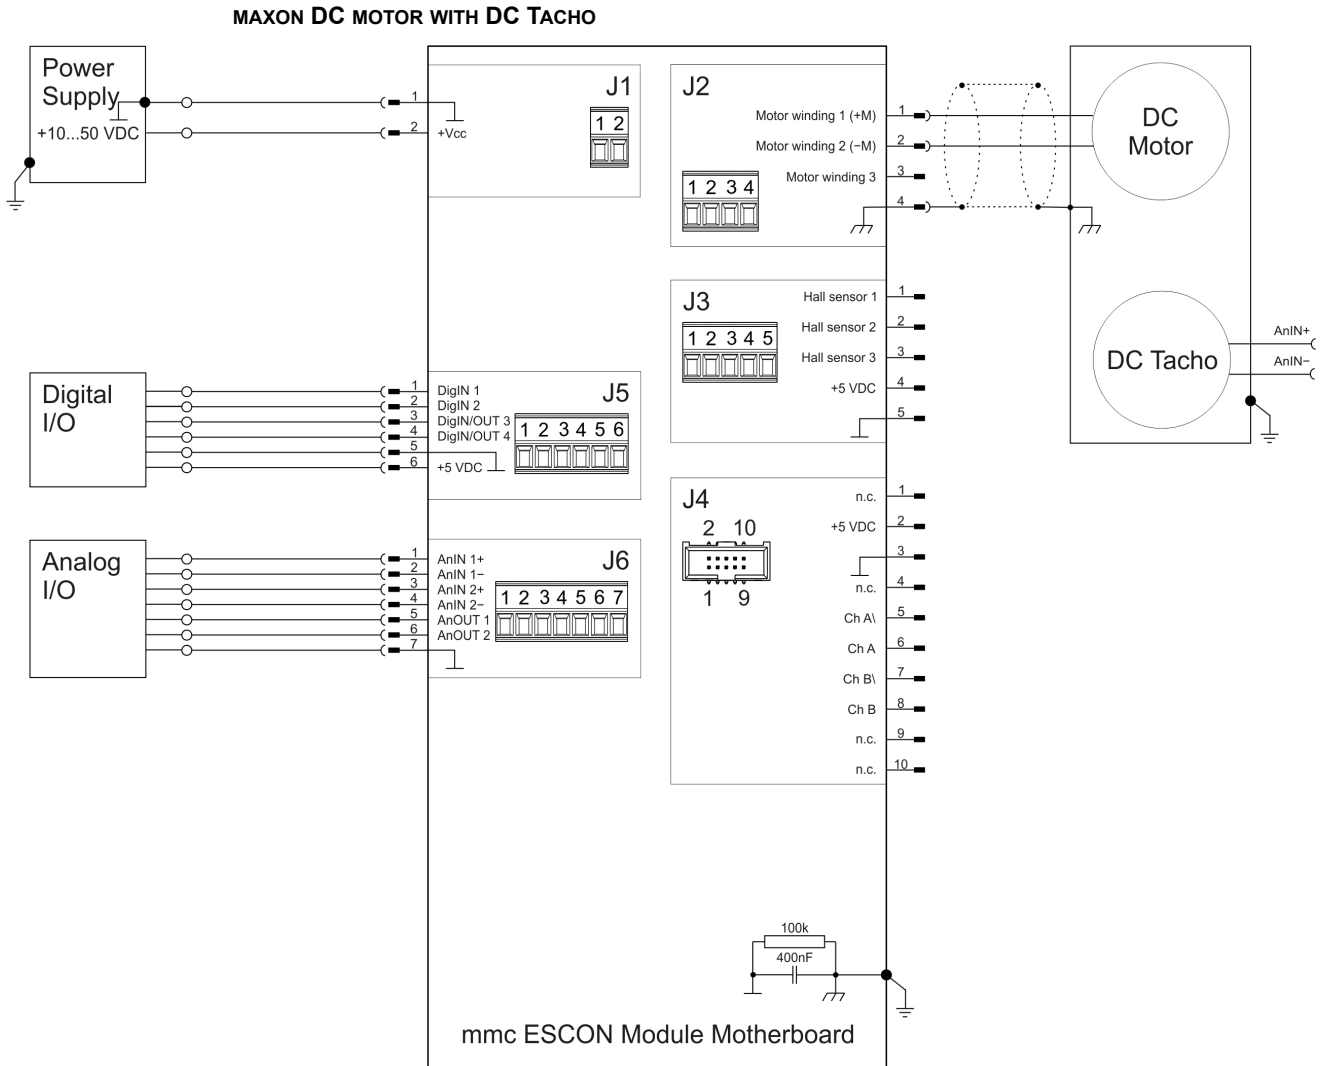 MAXON DC MOTOR WITH DC TACHO
Power
Supply
+10...50 VDC
1
2
+Vcc
J1
1 2
J2
Motor winding 1 (+M)
Motor winding 2 (−M)
Motor winding 3
1 2 3 4
1
2
3
4
DC
Motor
J3
Hall sensor 1
Hall sensor 2
Hall sensor 3
+5 VDC
1 2 3 4 5
1
2
3
4
5
DC Tacho
AnIN+
AnIN−
Digital
I/O
1
2
3
4
5
6
DigIN 1
DigIN 2
DigIN/OUT 3
DigIN/OUT 4
+5 VDC
J5
1 2 3 4 5 6
Analog
I/O
1
2
3
4
5
6
7
AnIN 1+
AnIN 1−
AnIN 2+
AnIN 2−
AnOUT 1
AnOUT 2
J6
1 2 3 4 5 6 7
J4
2 10
1 9
n.c.
+5 VDC
n.c.
Ch A\
Ch A
Ch B\
Ch B
n.c.
n.c.
1
2
3
4
5
6
7
8
9
10
100k
400nF
mmc ESCON Module Motherboard